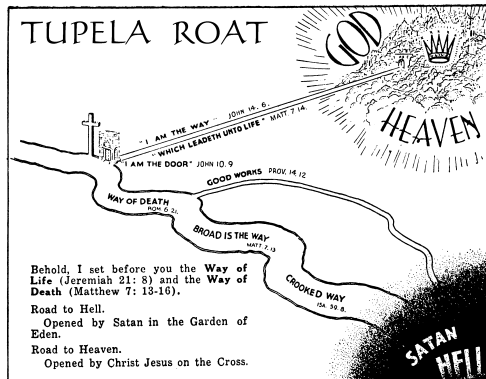 TUPELA ROAT
GOD
HEAVEN
"I AM THE WAY" JOHN 14. 6.
"WHICH LEADETH UNTO LIFE" MATT 7. 14.
"I AM THE DOOR" JOHN 10. 9
GOOD WORKS PROV. 14. 12
WAY OF DEATH
ROM. 6. 21.
BROAD IS THE WAY
MATT. 7. 13
CROOKED WAY
ISA. 59. 8.
Behold, I set before you the Way of
Life (Jeremiah 21: 8) and the Way of
Death (Matthew 7: 13-16).
Road to Hell.
Opened by Satan in the Garden of
Eden.
Road to Heaven.
Opened by Christ Jesus on the Cross.
SATAN
HELL